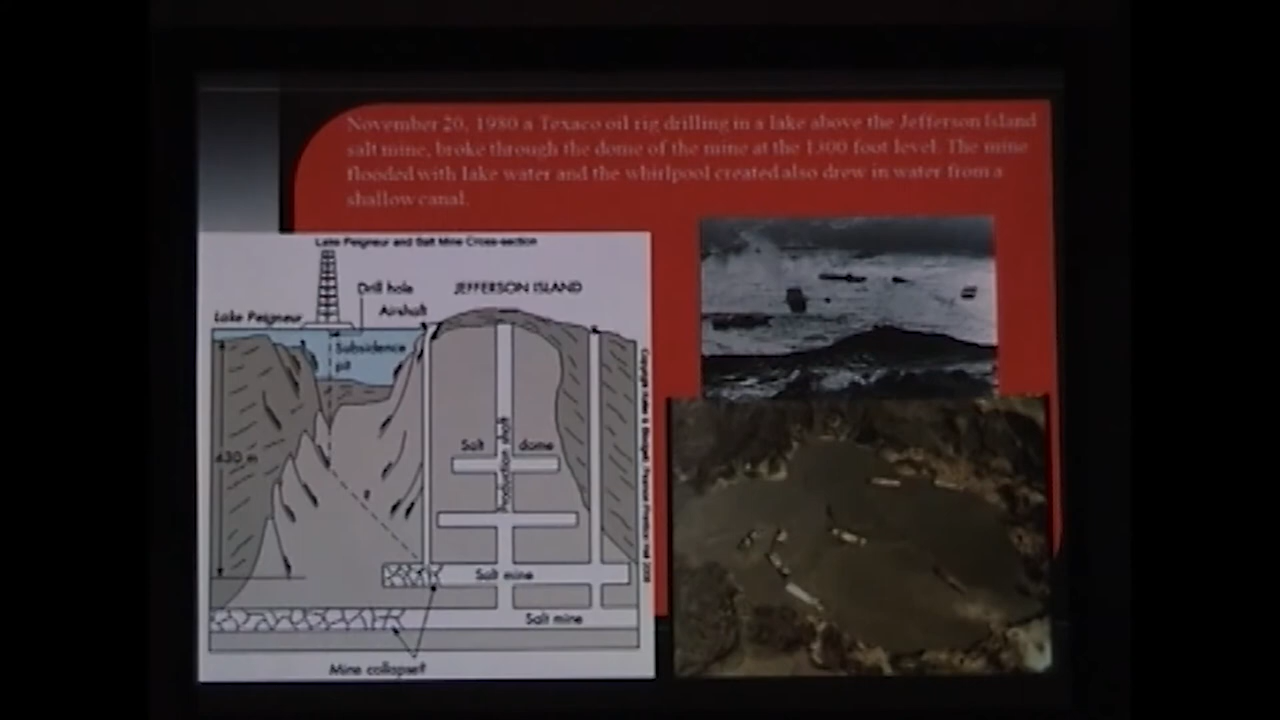 November 20, 1980 a Texaco oil rig drilling in a lake above the Jefferson Island
salt mine, broke through the dome of the mine at the 1300 foot level. The mine
flooded with lake water and the whirlpool created also drew in water from a
shallow canal.
Lake Peigneur and Salt Mine Cross-section
Drill hole
JEFFERSON ISLAND
Airshaft
Lake Peigneur
Subsidence
pit
Salt
dome
Production shaft
430 m
?
Salt mine
Salt mine
Mine collapse?